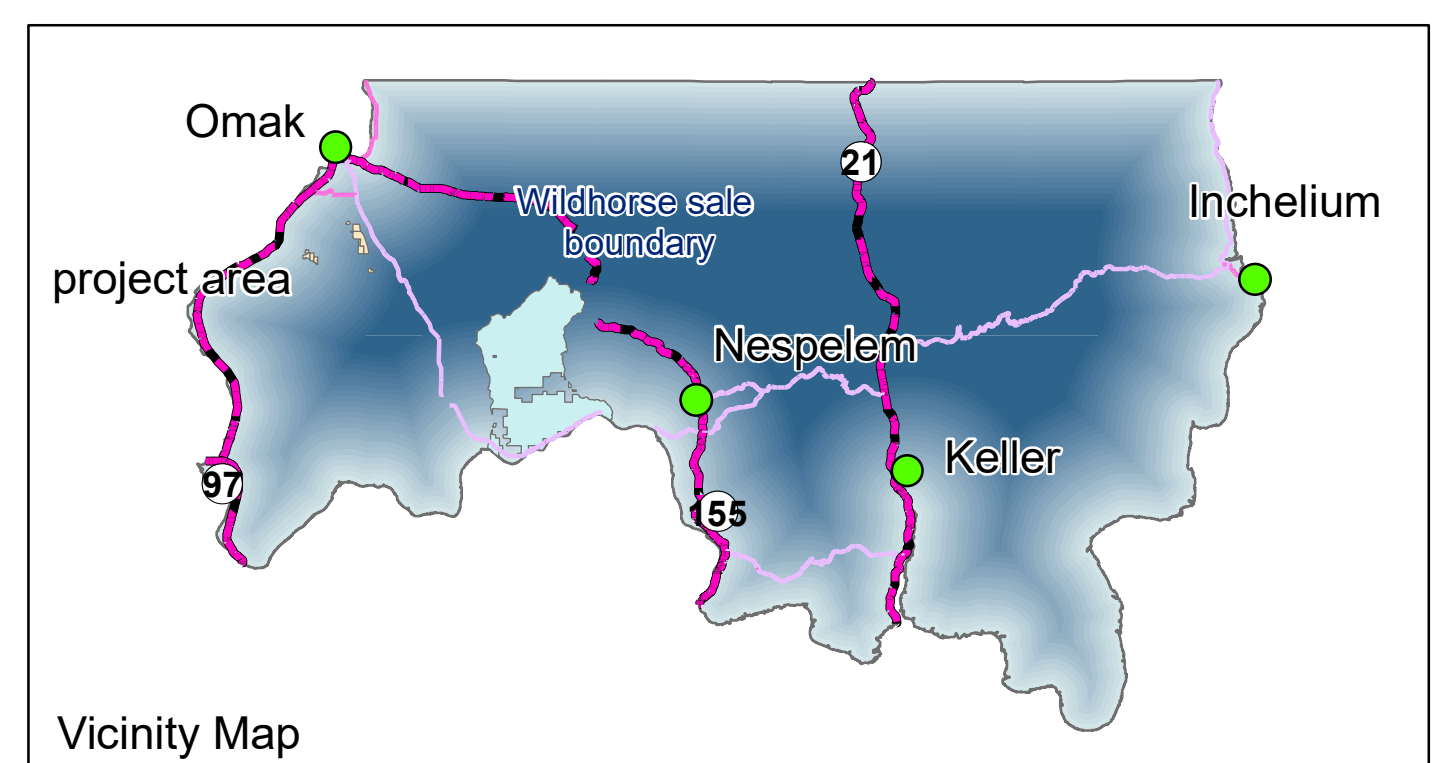 Omak
21
Wildhorse sale
boundary
Inchelium
project area
Nespelem
Keller
97
155
Vicinity Map